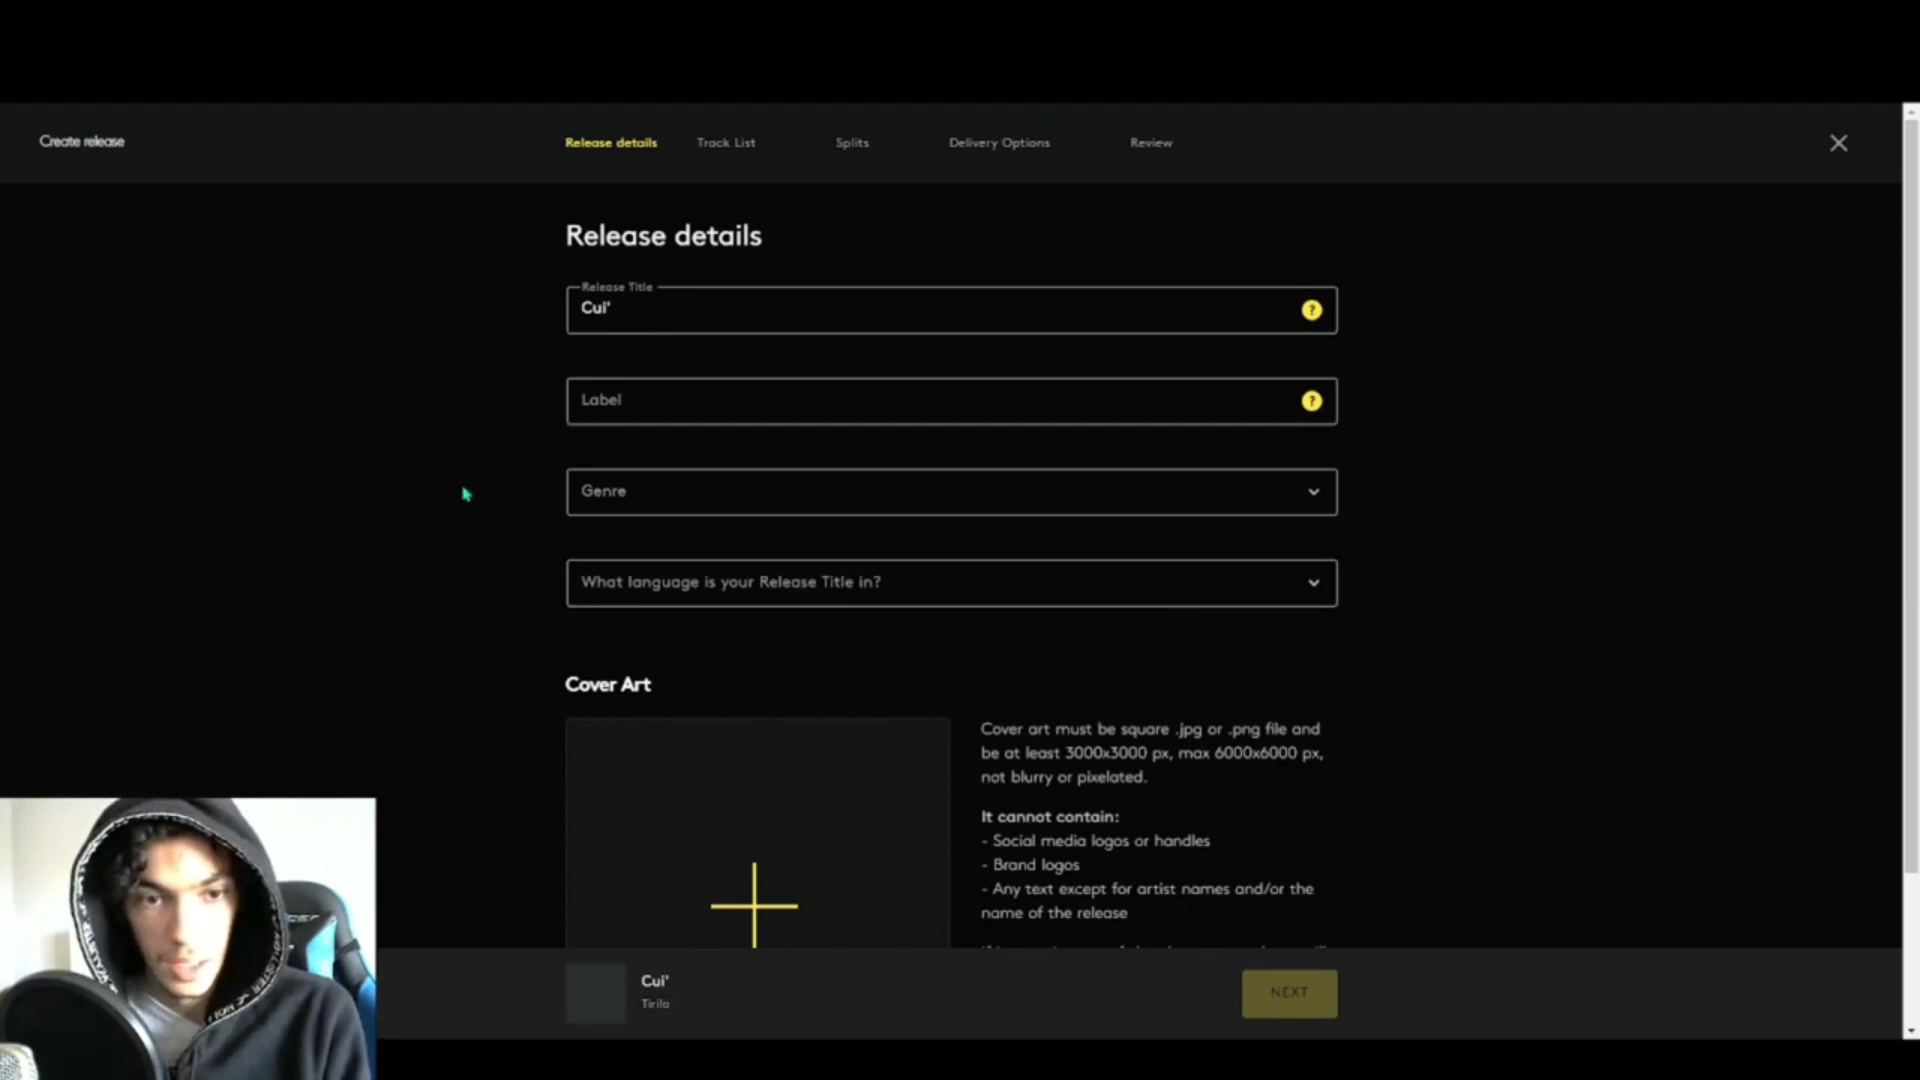 Create release
Release details
Track List
Splits
Delivery Options
Review
Release details
Release Title
Cui'
?
Label
?
Genre
What language is your Release Title in?
Cover Art
Cover art must be square .jpg or .png file and
be at least 3000x3000 px, max 6000x6000 px,
not blurry or pixelated.
It cannot contain:
- Social media logos or handles
- Brand logos
- Any text except for artist names and/or the
name of the release
Cui'
Tirila
NEXT